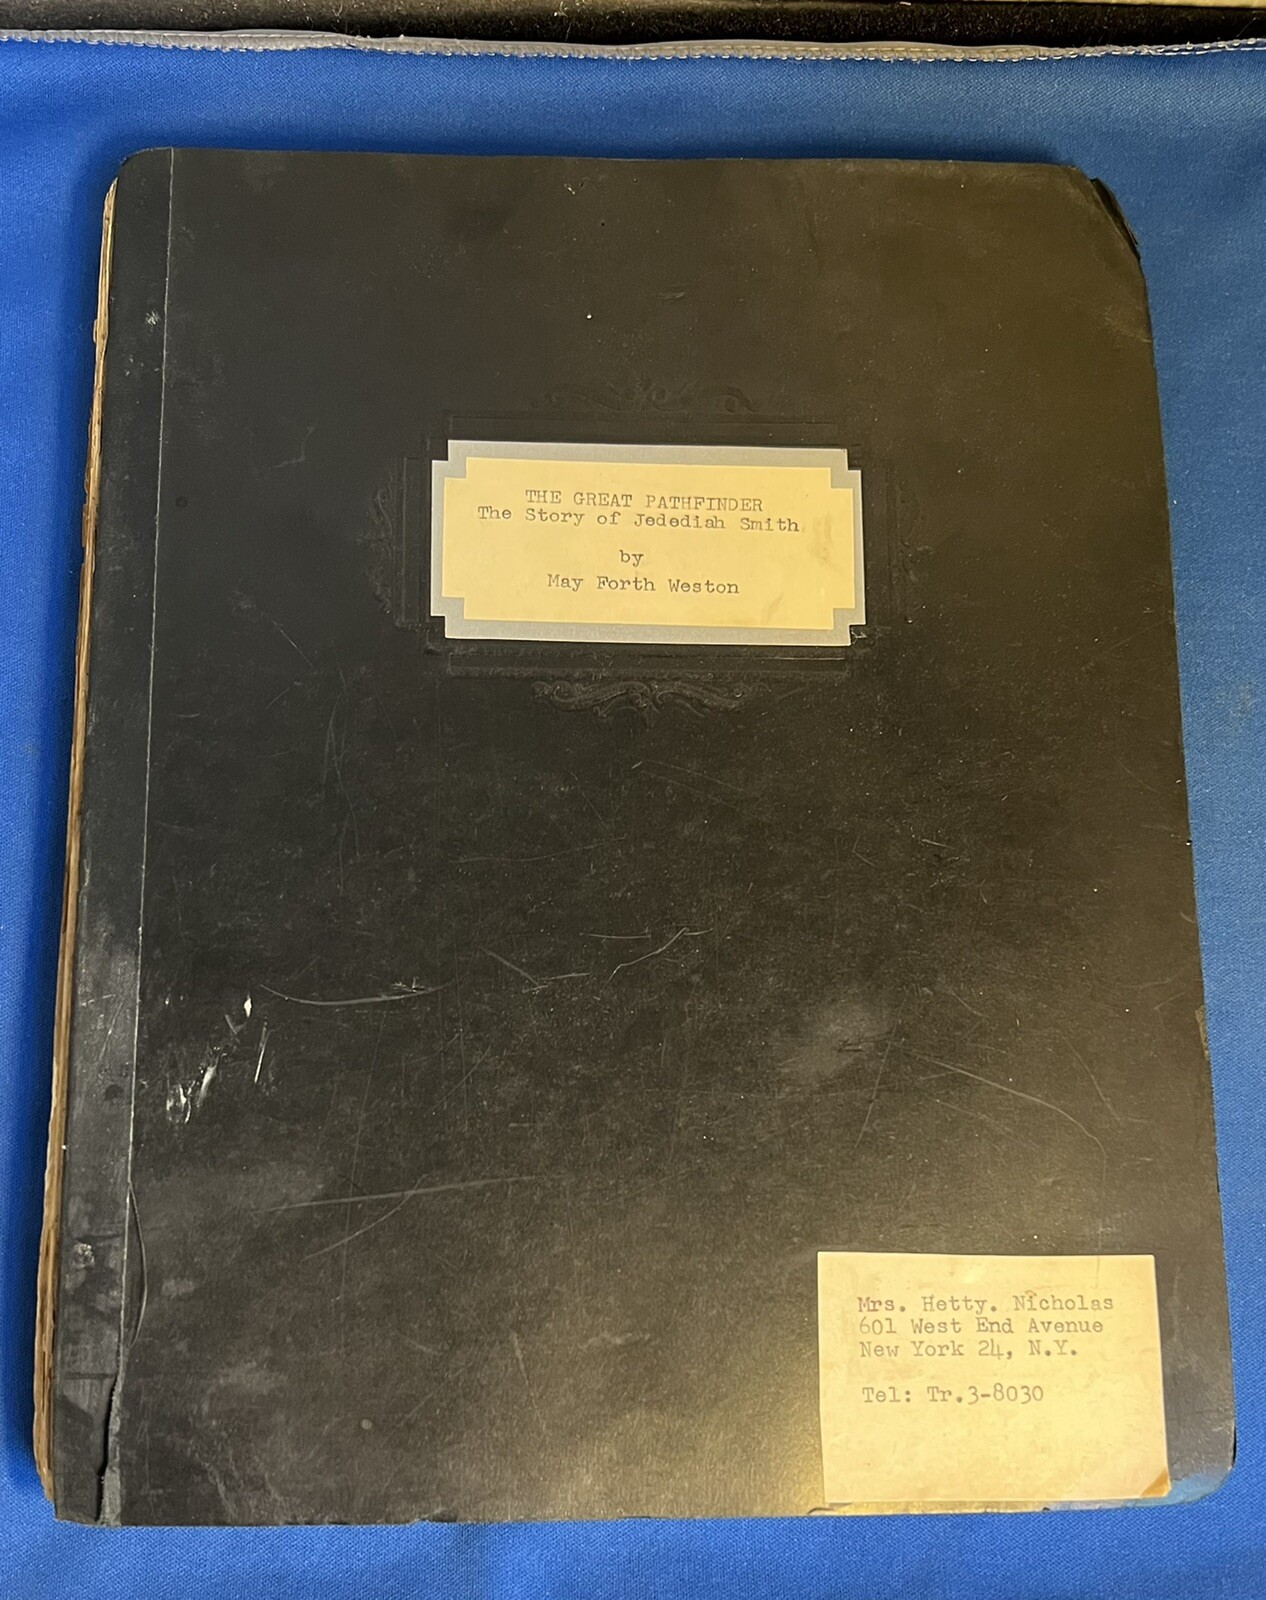 THE GREAT PATHFINDER
The Story of Jedediah Smith
by
May Forth Weston
Mrs. Hetty. Nicholas
601 West End Avenue
New York 24, N.Y.
Tel: Tr.3-8030